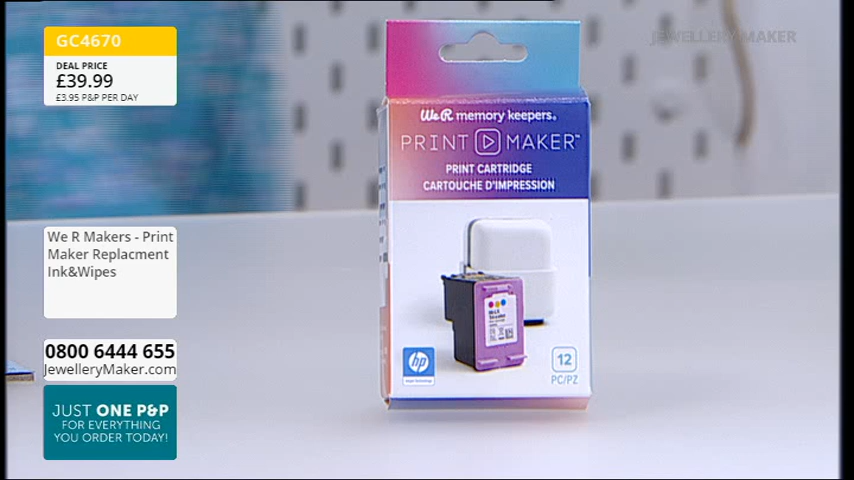 GC4670
DEAL PRICE
£39.99
£3.95 P&P PER DAY
We R Makers - Print
Maker Replacment
Ink&Wipes
0800 6444 655
JewelleryMaker.com
JUST ONE P&P
FOR EVERYTHING
YOU ORDER TODAY!
JEWELLERY MAKER
We R memory keepers®
PRINT MAKER™
PRINT CARTRIDGE
CARTOUCHE D'IMPRESSION
hp
12
PC/PZ